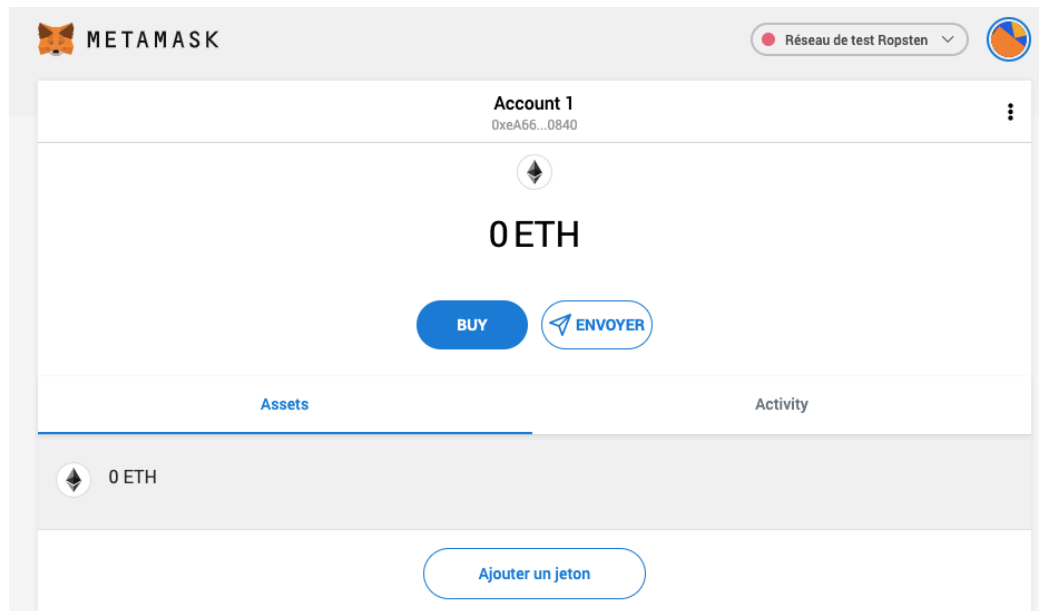 METAMASK
Réseau de test Ropsten
Account 1
0xeA66...0840
0 ETH
BUY
ENVOYER
Assets
Activity
0 ETH
Ajouter un jeton